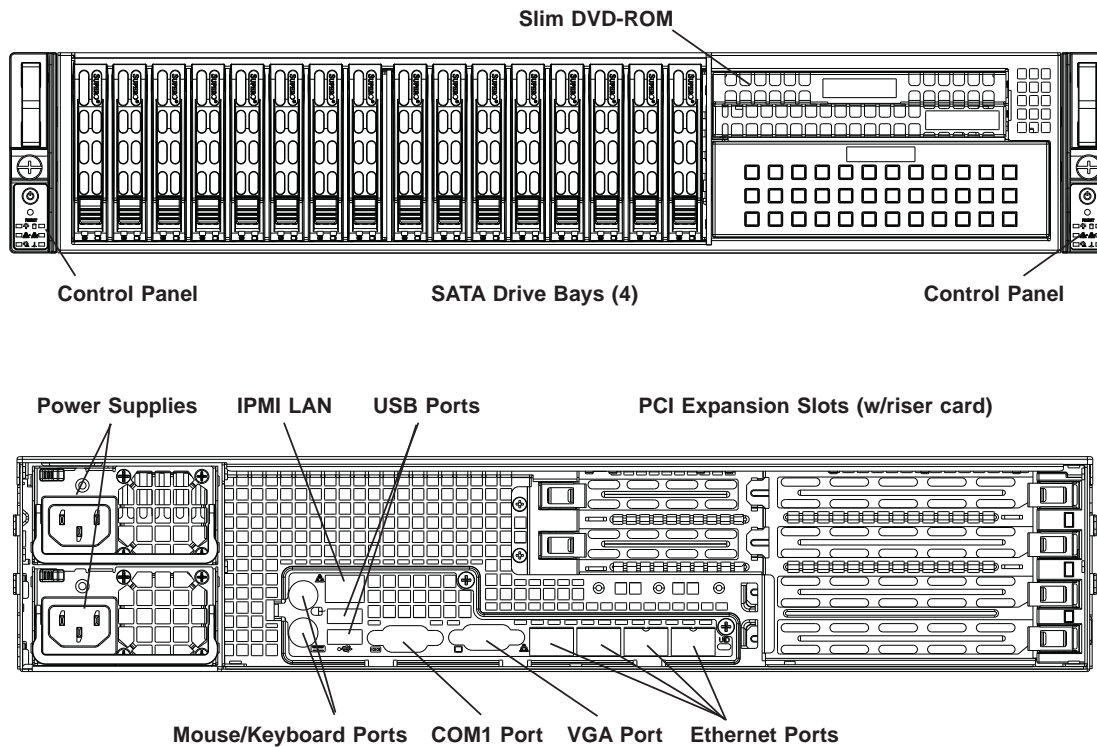 Slim DVD-ROM
Control Panel
SATA Drive Bays (4)
Control Panel
Power Supplies
IPMI LAN
USB Ports
PCI Expansion Slots (w/riser card)
UID
Mouse/Keyboard Ports
COM1 Port
VGA Port
Ethernet Ports